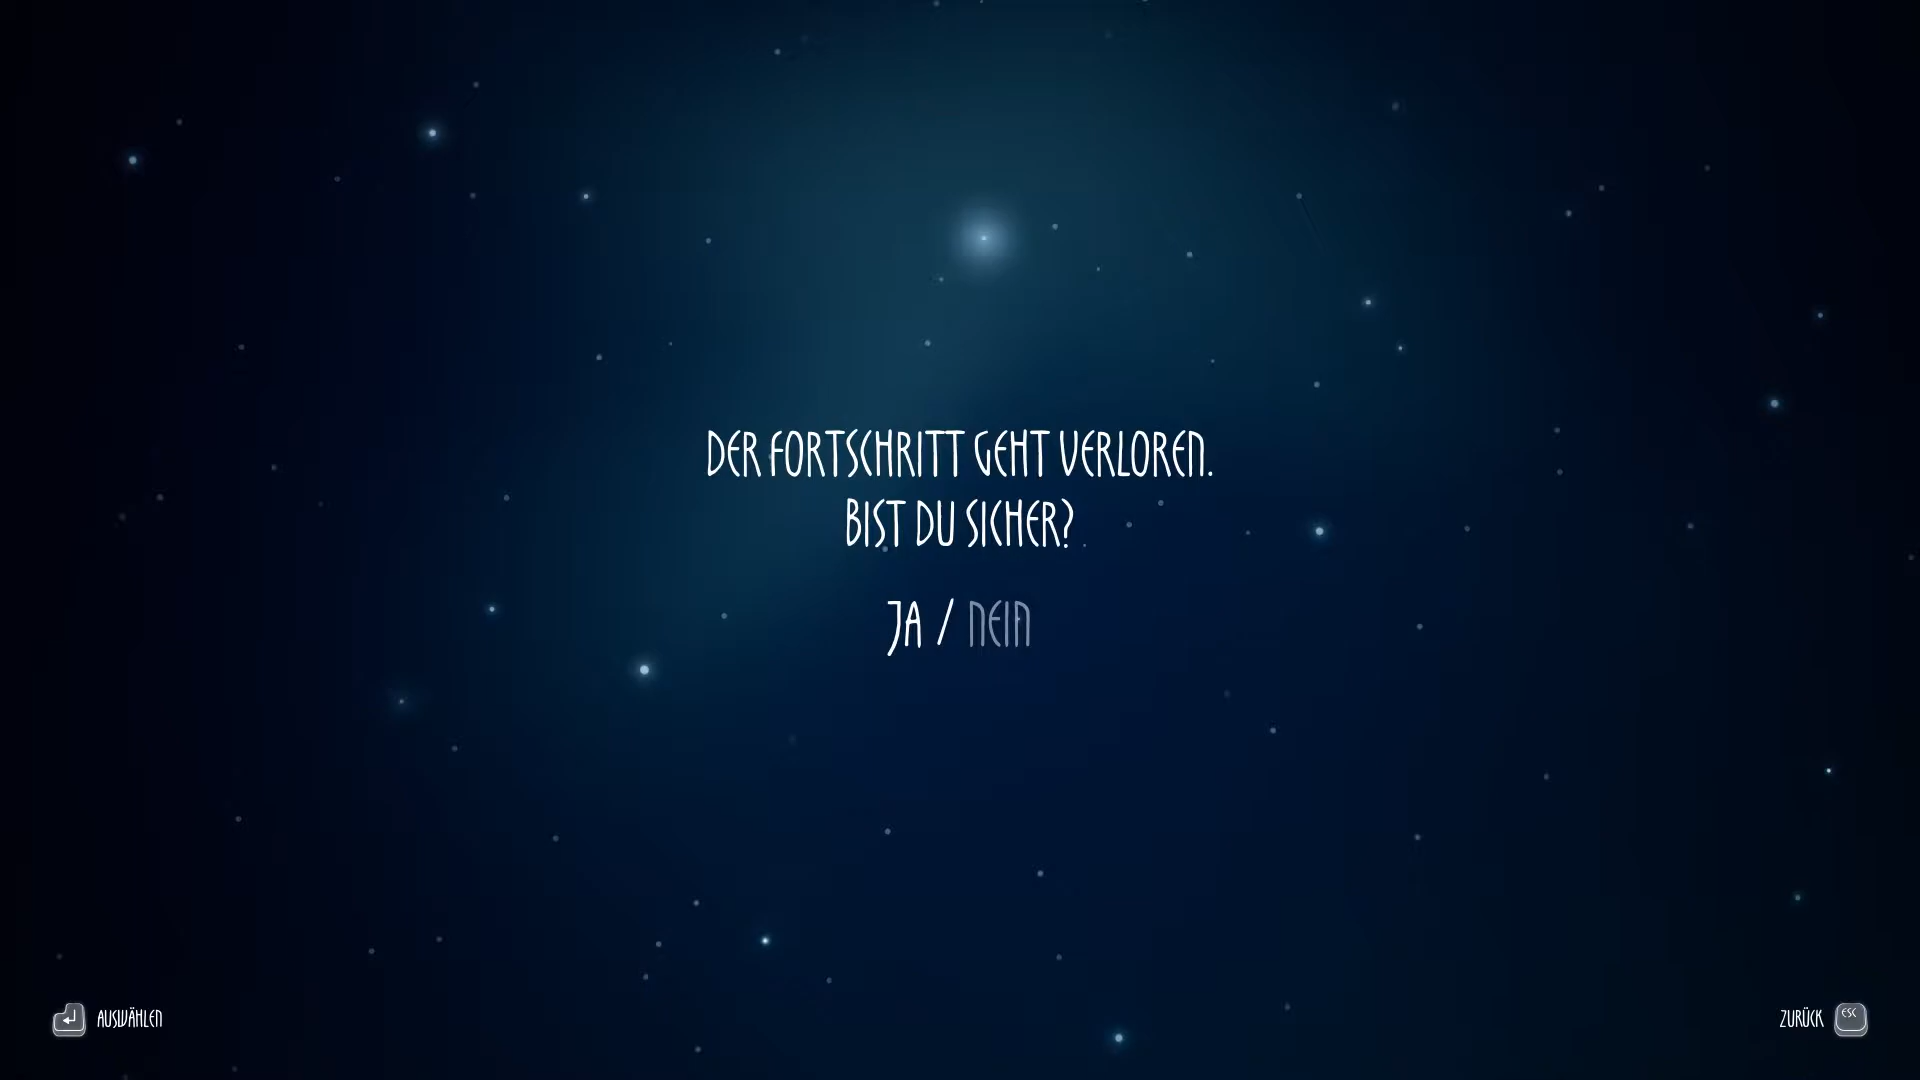 DER FORTSCHRITT GEHT VERLOREN.
BIST DU SICHER?
JA / NEIN
AUSWÄHLEN
ZURÜCK ESC